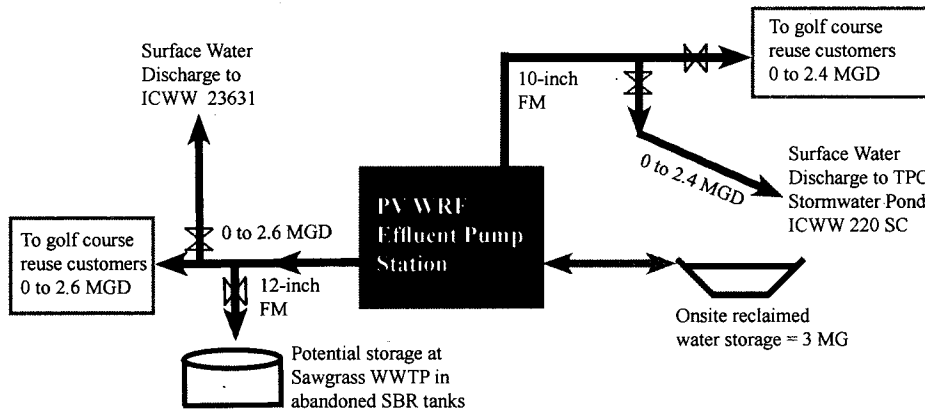 Surface Water
Discharge to
ICWW 23631
To golf course
reuse customers
0 to 2.4 MGD
10-inch
FM
0 to 2.4 MGD
Surface Water
Discharge to TPC
Stormwater Pond
ICWW 220 SC
PV WRF
Effluent Pump
Station
0 to 2.6 MGD
To golf course
reuse customers
0 to 2.6 MGD
12-inch
FM
Onsite reclaimed
water storage = 3 MG
Potential storage at
Sawgrass WWTP in
abandoned SBR tanks